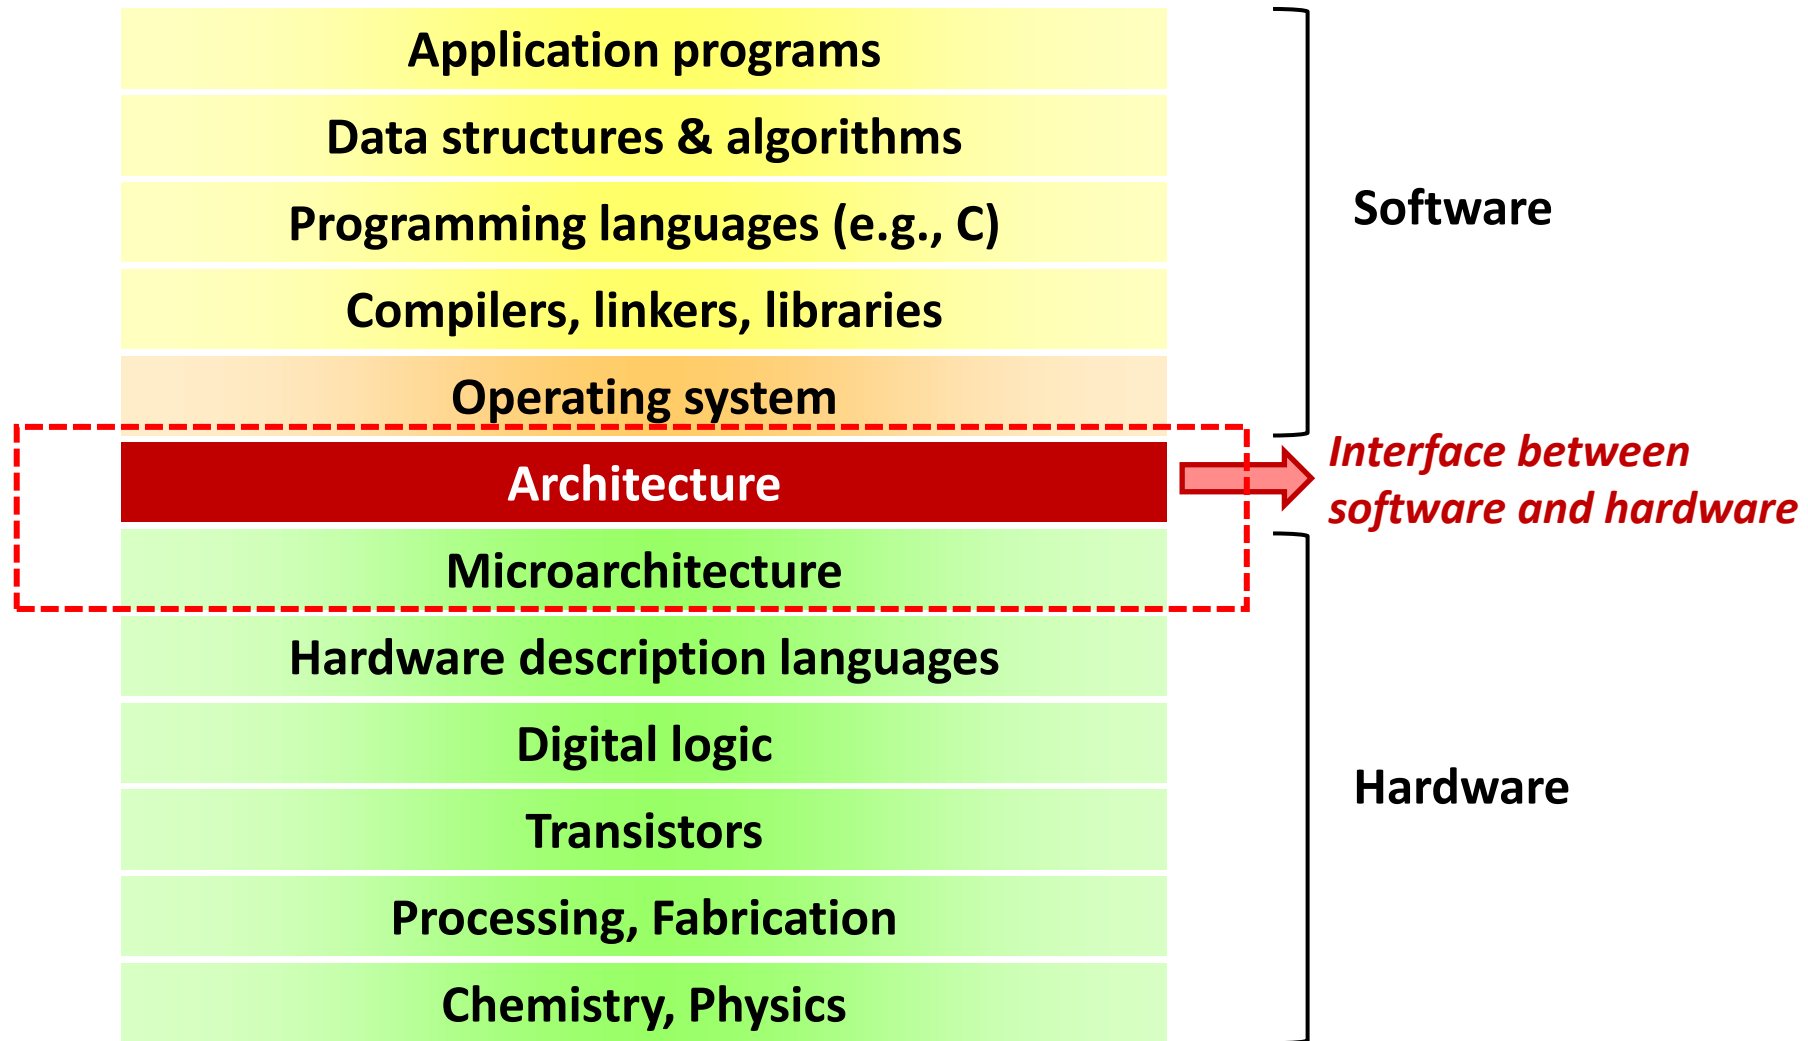 Application programs
Data structures & algorithms
Programming languages (e.g., C)
Compilers, linkers, libraries
Operating system
Architecture
Microarchitecture
Hardware description languages
Digital logic
Transistors
Processing, Fabrication
Chemistry, Physics
Software
Interface between
software and hardware
Hardware